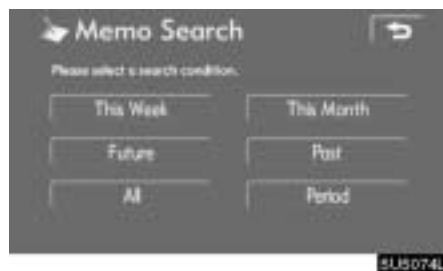 Memo Search
Please select a search condition.
This Week This Month
Future Past
All Period
5U5074L